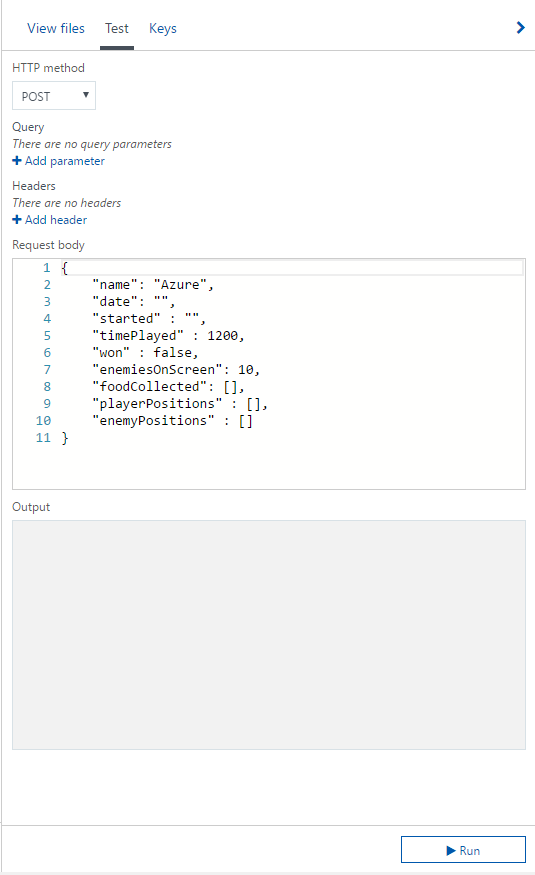 View files Test Keys
HTTP method
POST
Query
There are no query parameters
+ Add parameter
Headers
There are no headers
+ Add header
Request body
1 {
2 "name": "Azure",
3 "date": "",
4 "started" : "",
5 "timePlayed" : 1200,
6 "won" : false,
7 "enemiesOnScreen": 10,
8 "foodCollected": [],
9 "playerPositions" : [],
10 "enemyPositions" : []
11 }
Output
Run